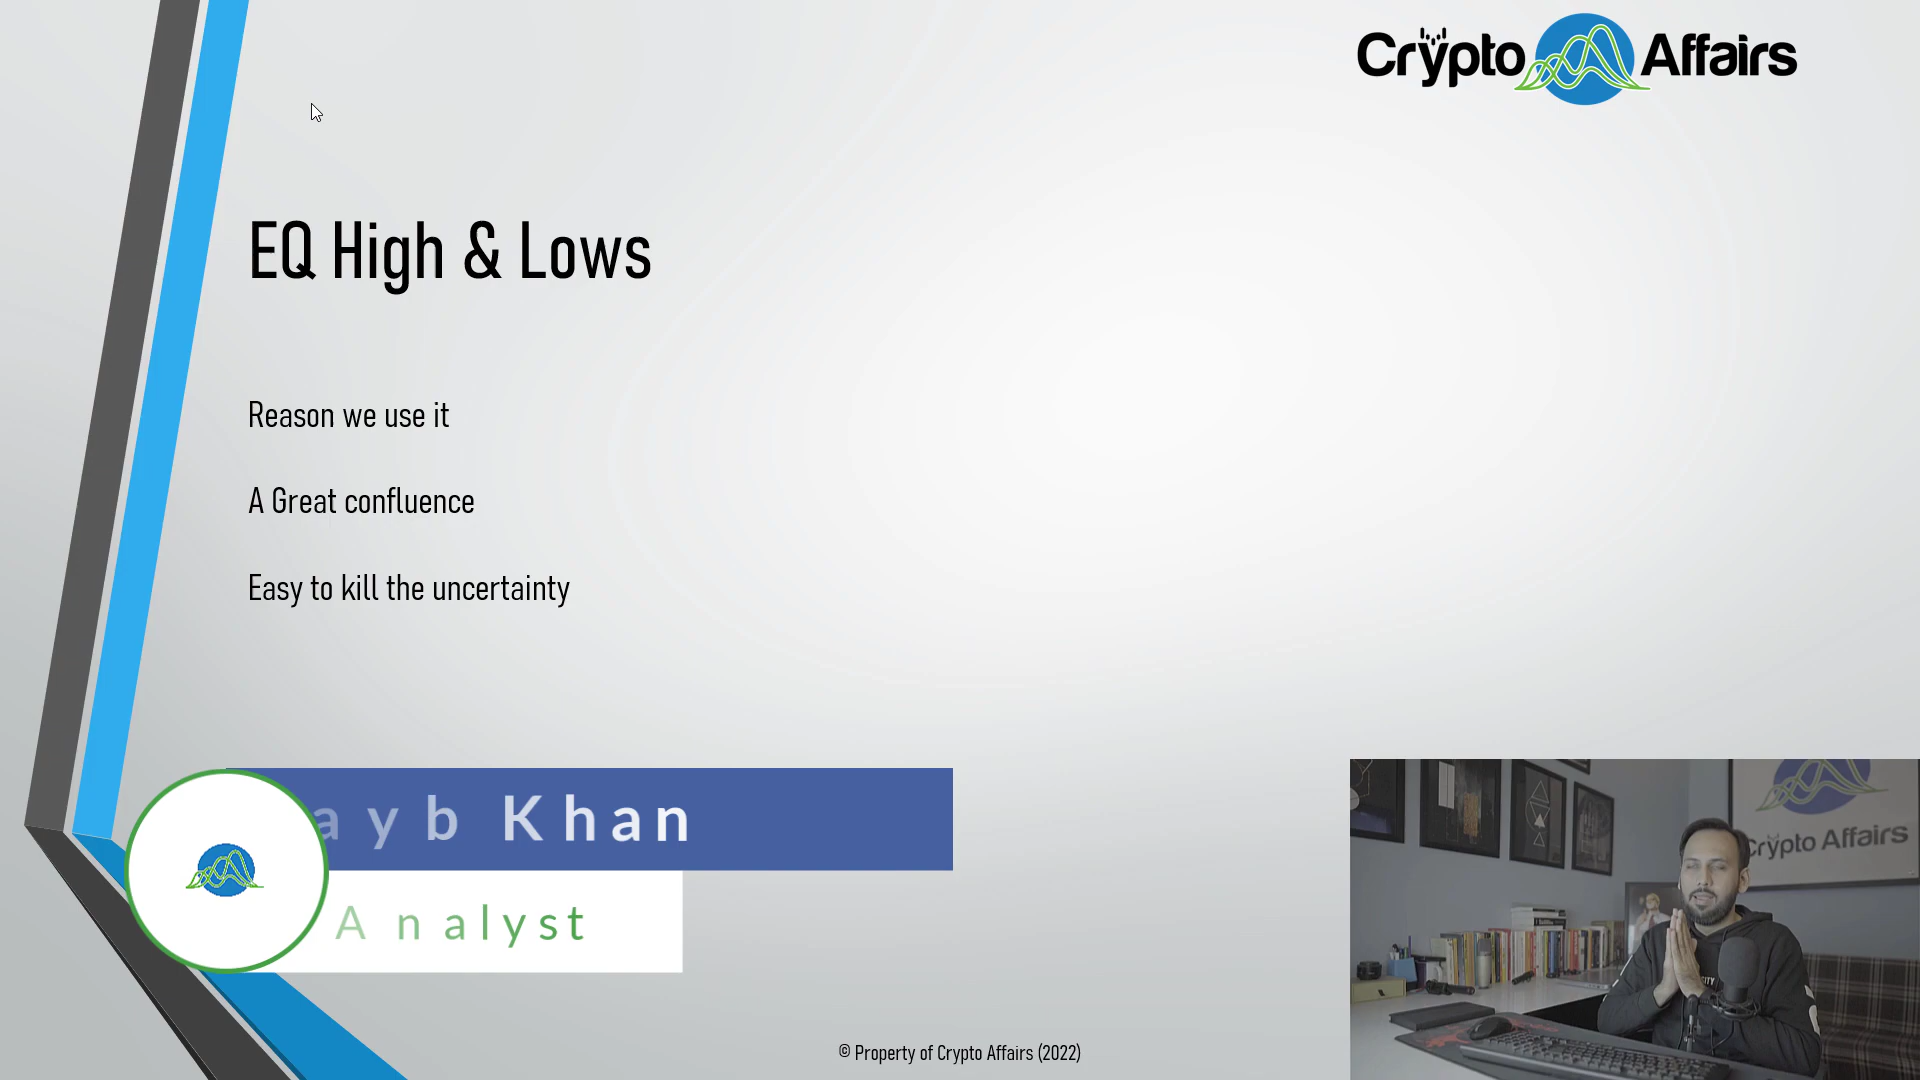 Crypto Affairs
EQ High & Lows
Reason we use it
A Great confluence
Easy to kill the uncertainty
Khan
Analyst
Crypto Affairs
© Property of Crypto Affairs (2022)